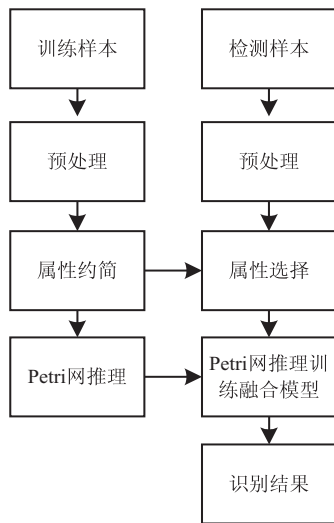 训练样本
检测样本
预处理
预处理
属性约简
属性选择
Petri网推理
Petri网推理训
练融合模型
识别结果